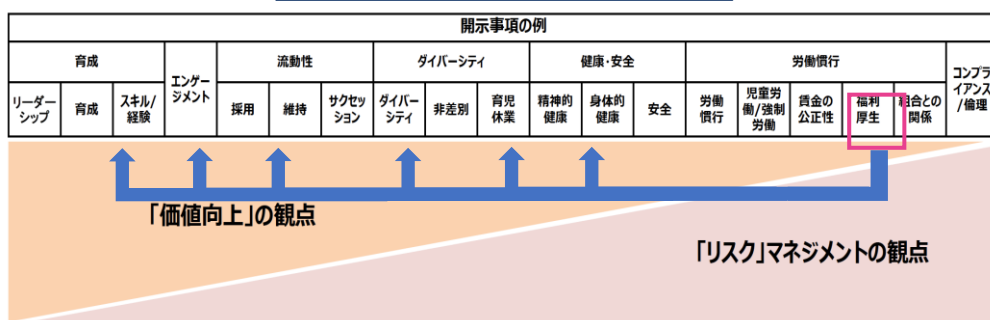 開示事項の例
育成 エンゲージメント 流動性 ダイバーシティ 健康・安全 労働慣行 コンプライアンス/倫理
リーダーシップ 育成 スキル/経験 採用 維持 サクセッション ダイバーシティ 非差別 育児休業 精神的健康 身体的健康 安全 労働慣行 児童労働/強制労働 賃金の公正性 福利厚生 組合との関係
「価値向上」の観点
「リスク」マネジメントの観点